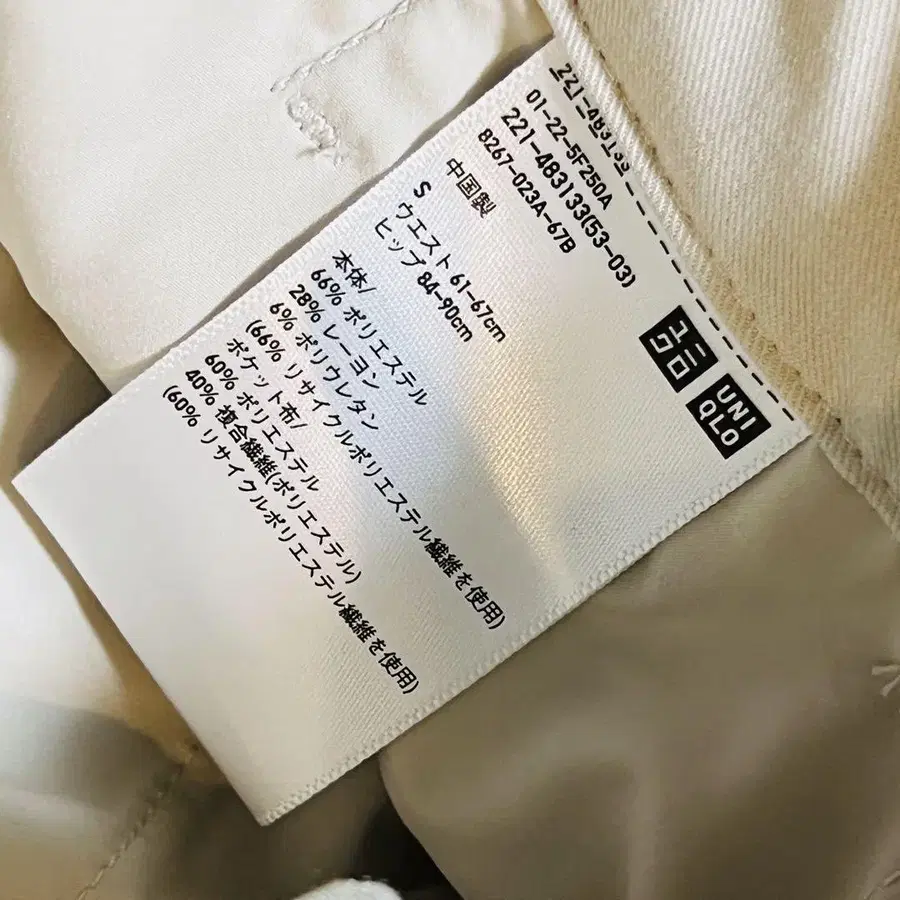 221-483133
01-22-5F250A
221-483133(53-03)
8267-023A-67B
中国製
S ウエスト 61-67cm
ヒップ 84-90cm
本体/
66% ポリエステル
28% レーヨン
6% ポリウレタン
(66% リサイクルポリエステル繊維を使用)
ポケット布/
60% ポリエステル
40% 複合繊維(ポリエステル)
(60% リサイクルポリエステル繊維を使用)
ユニ
クロ
UNI
QLO